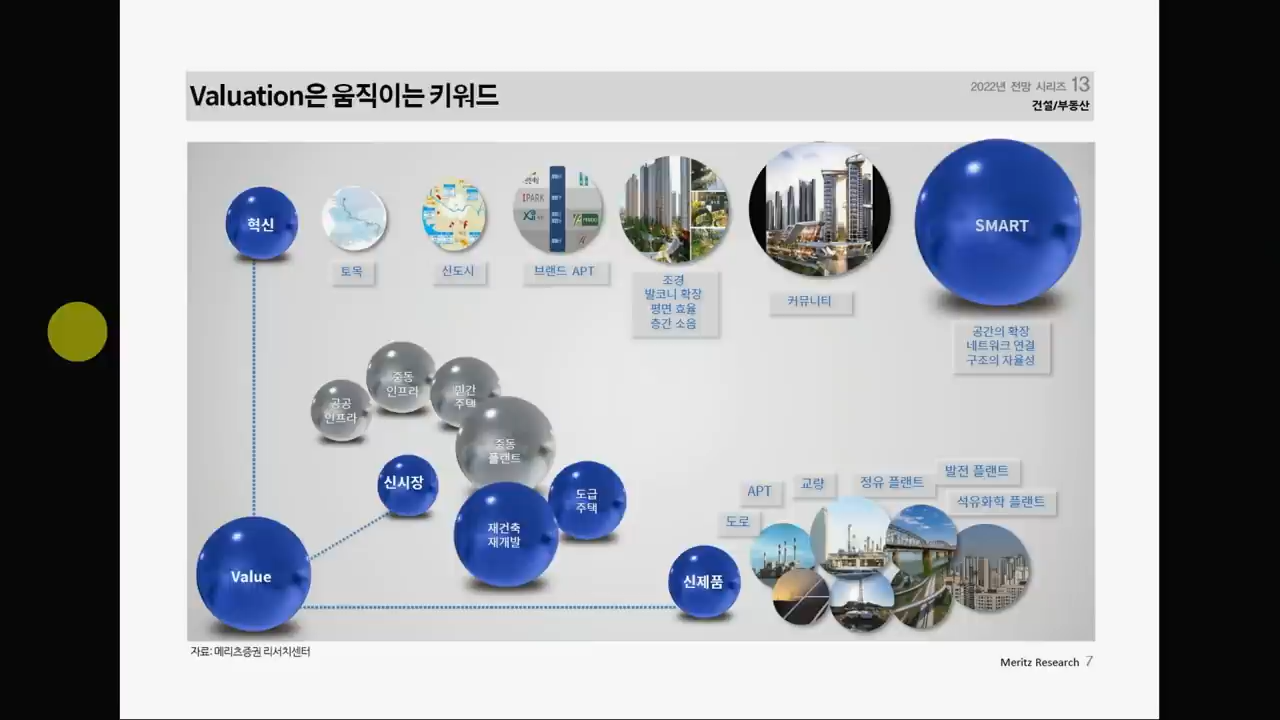 Valuation은 움직이는 키워드
2022년 전망 시리즈 13
건설/부동산
혁신
토목
신도시
IPARK
Xi
브랜드 APT
조경
발코니 확장
평면 효율
층간 소음
커뮤니티
SMART
공간의 확장
네트워크 연결
구조의 자율성
공공
인프라
중동
인프라
민간
주택
중동
플랜트
신시장
재건축
재개발
도급
주택
Value
신제품
도로
APT
교량
정유 플랜트
발전 플랜트
석유화학 플랜트
자료: 메리츠증권 리서치센터
Meritz Research 7